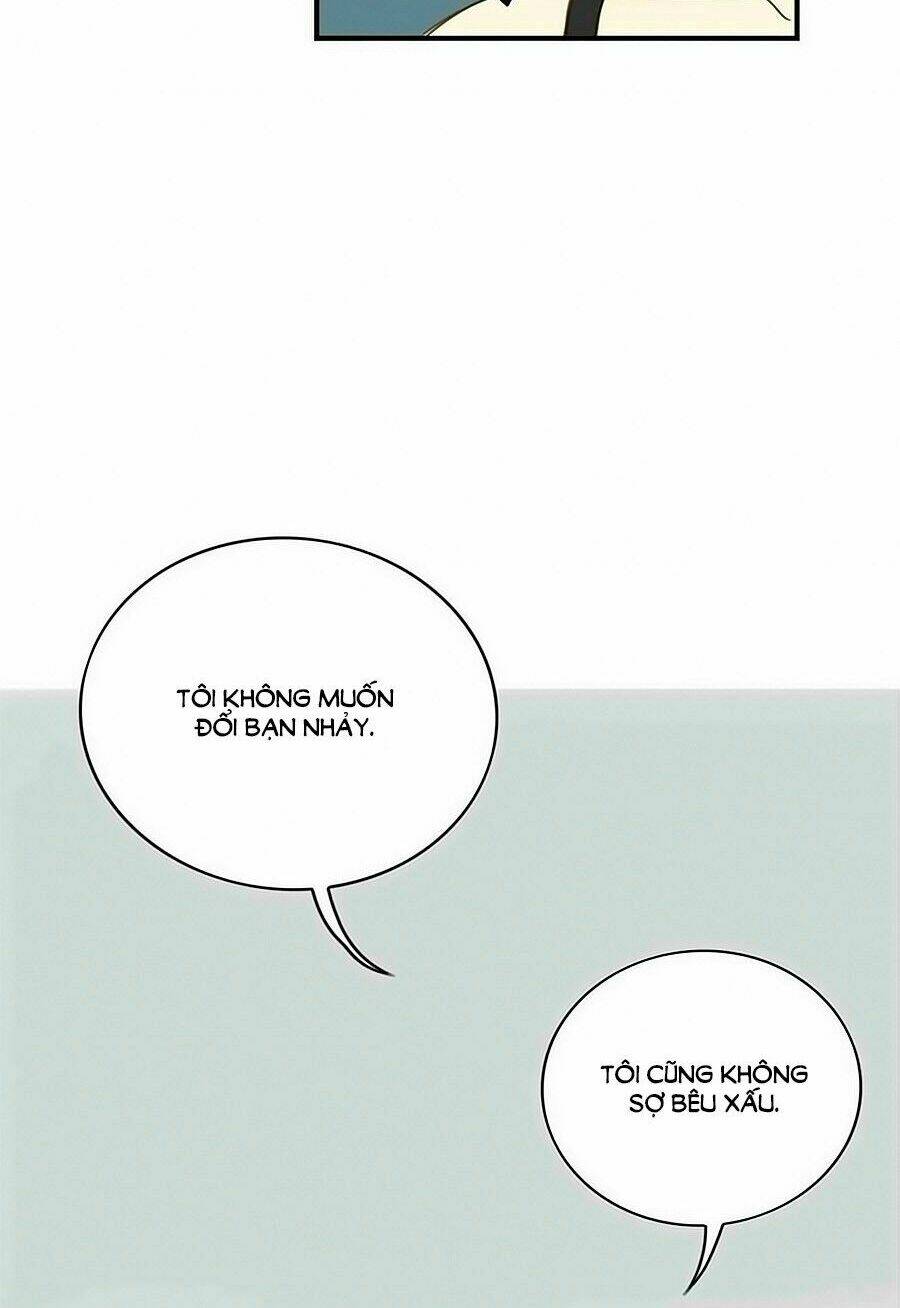 TÔI KHÔNG MUỐN
ĐỔI BẠN NHẢY.
TÔI CŨNG KHÔNG
SỢ BÊU XẤU.